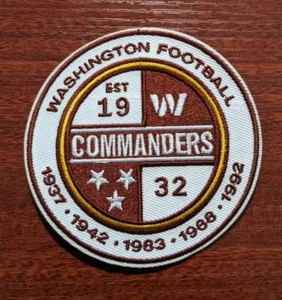 WASHINGTON FOOTBALL
EST
19 W
COMMANDERS
32
1937 · 1942 · 1983 · 1988 · 1992